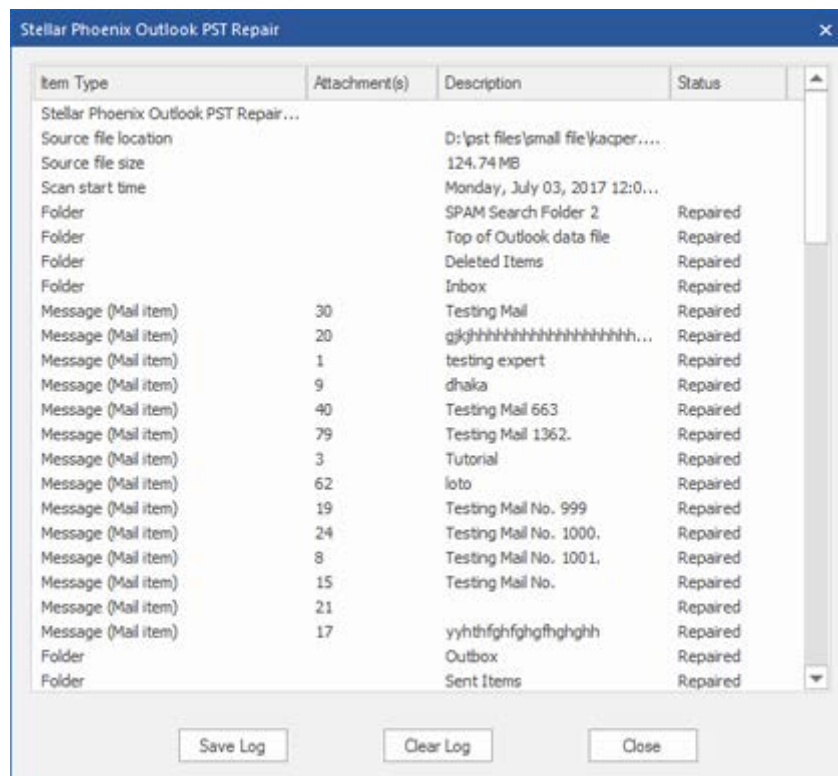 Stellar Phoenix Outlook PST Repair
Item Type Attachment(s) Description Status
Stellar Phoenix Outlook PST Repair...
Source file location D:\pst files\small file\kacper....
Source file size 124.74 MB
Scan start time Monday, July 03, 2017 12:0...
Folder SPAM Search Folder 2 Repaired
Folder Top of Outlook data file Repaired
Folder Deleted Items Repaired
Folder Inbox Repaired
Message (Mail item) 30 Testing Mail Repaired
Message (Mail item) 20 Repaired
Message (Mail item) 1 testing expert Repaired
Message (Mail item) 9 dhaka Repaired
Message (Mail item) 40 Testing Mail 663 Repaired
Message (Mail item) 79 Testing Mail 1362. Repaired
Message (Mail item) 3 Tutorial Repaired
Message (Mail item) 62 loto Repaired
Message (Mail item) 19 Testing Mail No. 999 Repaired
Message (Mail item) 24 Testing Mail No. 1000. Repaired
Message (Mail item) 8 Testing Mail No. 1001. Repaired
Message (Mail item) 15 Testing Mail No. Repaired
Message (Mail item) 21 Repaired
Message (Mail item) 17 yyhthfghfghgfhghghh Repaired
Folder Outbox Repaired
Folder Sent Items Repaired
Save Log Clear Log Close